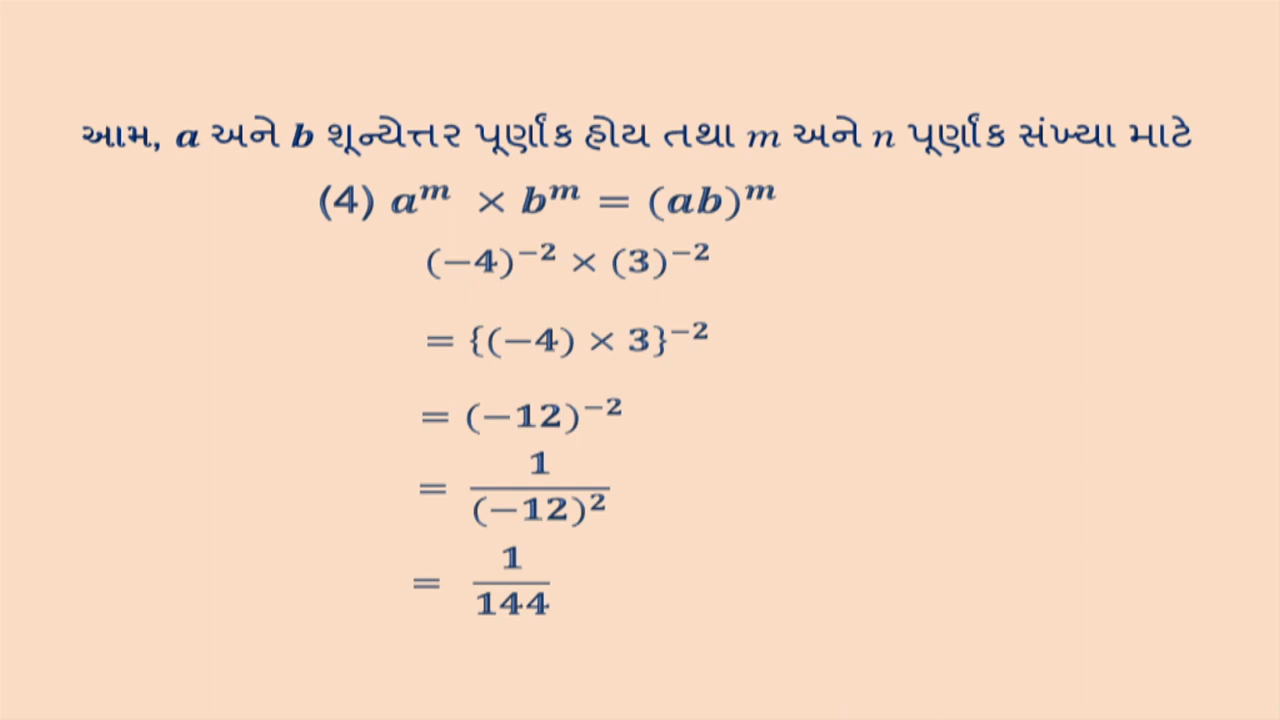 આમ, a અને b શૂન્યેત્તર પૂર્ણાંક હોય તથા m અને n પૂર્ણાંક સંખ્યા માટે
(4) a^m × b^m = (ab)^m
(−4)^−2 × (3)^−2
= {(−4) × 3}^−2
= (−12)^−2
= 1/(−12)^2
= 1/144